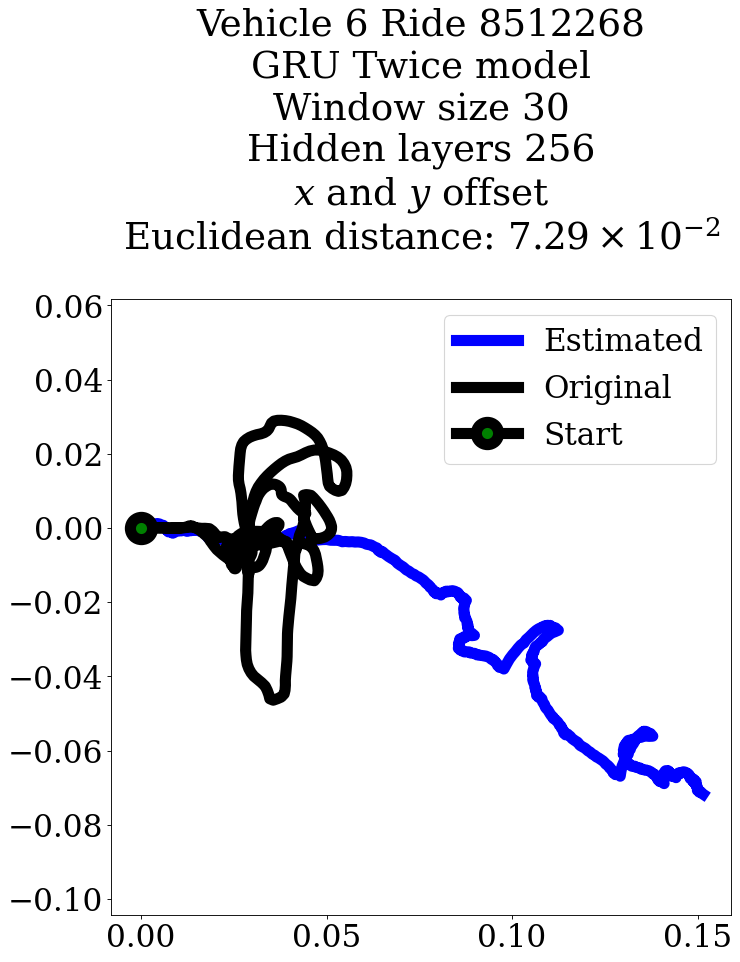 Vehicle 6 Ride 8512268
GRU Twice model
Window size 30
Hidden layers 256
x and y offset
Euclidean distance: 7.29 × 10⁻²
Estimated
Original
Start
0.06
0.04
0.02
0.00
−0.02
−0.04
−0.06
−0.08
−0.10
0.00 0.05 0.10 0.15